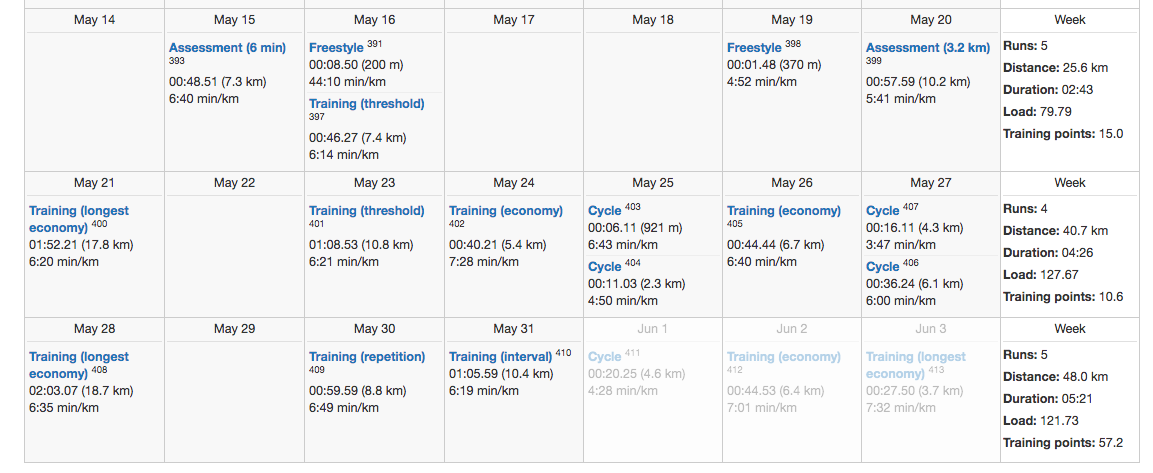 May 14
May 15
May 16
May 17
May 18
May 19
May 20
Week
Assessment (6 min)
393
00:48.51 (7.3 km)
6:40 min/km
Freestyle 391
00:08.50 (200 m)
44:10 min/km
Training (threshold)
397
00:46.27 (7.4 km)
6:14 min/km
Freestyle 398
00:01.48 (370 m)
4:52 min/km
Assessment (3.2 km)
399
00:57.59 (10.2 km)
5:41 min/km
Runs: 5
Distance: 25.6 km
Duration: 02:43
Load: 79.79
Training points: 15.0
May 21
May 22
May 23
May 24
May 25
May 26
May 27
Week
Training (longest
economy) 400
01:52.21 (17.8 km)
6:20 min/km
Training (threshold)
401
01:08.53 (10.8 km)
6:21 min/km
Training (economy)
402
00:40.21 (5.4 km)
7:28 min/km
Cycle 403
00:06.11 (921 m)
6:43 min/km
Cycle 404
00:11.03 (2.3 km)
4:50 min/km
Training (economy)
405
00:44.44 (6.7 km)
6:40 min/km
Cycle 407
00:16.11 (4.3 km)
3:47 min/km
Cycle 406
00:36.24 (6.1 km)
6:00 min/km
Runs: 4
Distance: 40.7 km
Duration: 04:26
Load: 127.67
Training points: 10.6
May 28
May 29
May 30
May 31
Jun 1
Jun 2
Jun 3
Week
Training (longest
economy) 408
02:03.07 (18.7 km)
6:35 min/km
Training (repetition)
409
00:59.59 (8.8 km)
6:49 min/km
Training (interval) 410
01:05.59 (10.4 km)
6:19 min/km
Cycle 411
00:20.25 (4.6 km)
4:28 min/km
Training (economy)
412
00:44.53 (6.4 km)
7:01 min/km
Training (longest
economy) 413
00:27.50 (3.7 km)
7:32 min/km
Runs: 5
Distance: 48.0 km
Duration: 05:21
Load: 121.73
Training points: 57.2